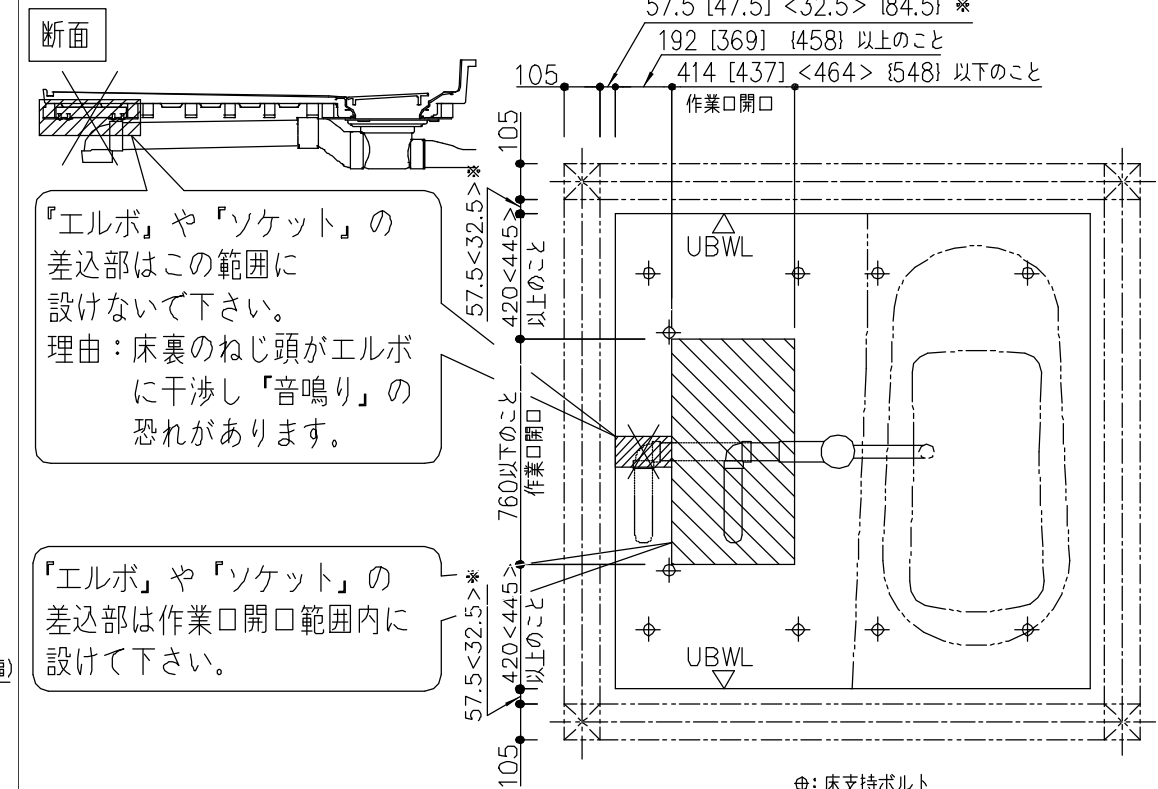 断面
57.5 [47.5] <32.5> {84.5} ※
192 [369] {458} 以上のこと
105
414 [437] <464> {548} 以下のこと
作業口開口
105
57.5<32.5>※
420<445>
以上のこと
760以下のこと
作業口開口
57.5<32.5>※
420<445>
以上のこと
105
『エルボ』や『ソケット』の
差込部はこの範囲に
設けないで下さい。
理由：床裏のねじ頭がエルボ
に干渉し『音鳴り』の
恐れがあります。
『エルボ』や『ソケット』の
差込部は作業口開口範囲内に
設けて下さい。
UBWL
UBWL
⊕: 床支持ボルト